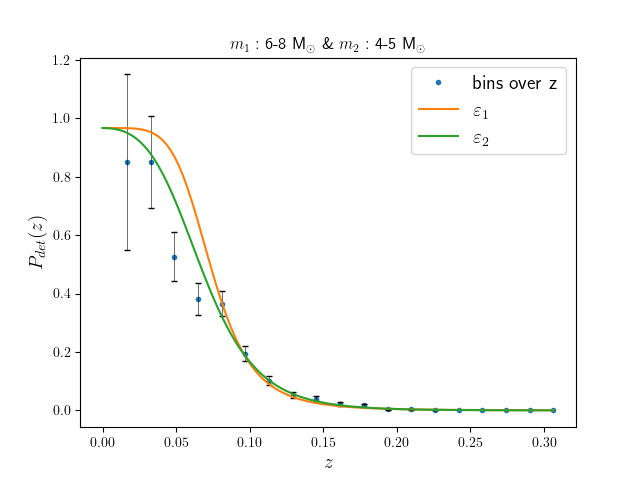 m₁ : 6-8 M⊙ & m₂ : 4-5 M⊙
bins over z
ε₁
ε₂
P_det(z)
1.2
1.0
0.8
0.6
0.4
0.2
0.0
0.00 0.05 0.10 0.15 0.20 0.25 0.30
z